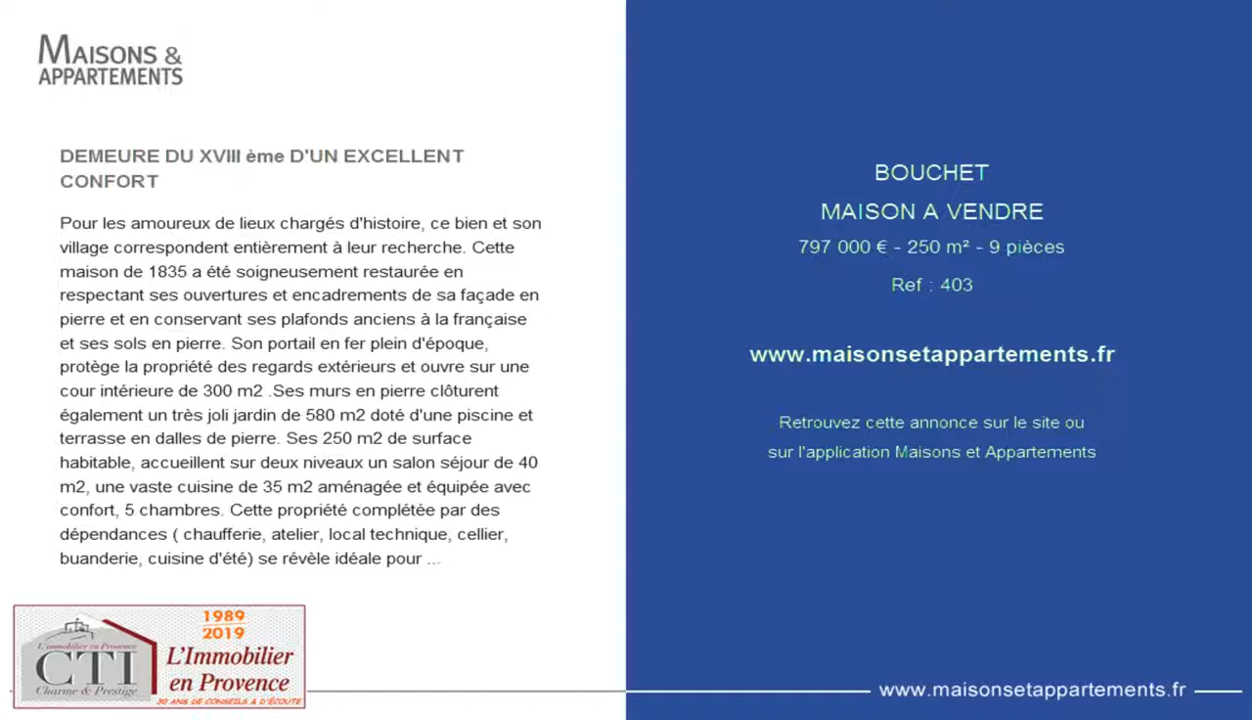 MAISONS &
APPARTEMENTS
DEMEURE DU XVIII ème D'UN EXCELLENT
CONFORT
Pour les amoureux de lieux chargés d'histoire, ce bien et son
village correspondent entièrement à leur recherche. Cette
maison de 1835 a été soigneusement restaurée en
respectant ses ouvertures et encadrements de sa façade en
pierre et en conservant ses plafonds anciens à la française
et ses sols en pierre. Son portail en fer plein d'époque,
protège la propriété des regards extérieurs et ouvre sur une
cour intérieure de 300 m2 .Ses murs en pierre clôturent
également un très joli jardin de 580 m2 doté d'une piscine et
terrasse en dalles de pierre. Ses 250 m2 de surface
habitable, accueillent sur deux niveaux un salon séjour de 40
m2, une vaste cuisine de 35 m2 aménagée et équipée avec
confort, 5 chambres. Cette propriété complétée par des
dépendances ( chaufferie, atelier, local technique, cellier,
buanderie, cuisine d'été) se révèle idéale pour ...
BOUCHET
MAISON A VENDRE
797 000 € - 250 m² - 9 pièces
Ref : 403
www.maisonsetappartements.fr
Retrouvez cette annonce sur le site ou
sur l'application Maisons et Appartements
1989
2019
L'immobilier en Provence
CTI
Charme & Prestige
L'Immobilier
en Provence
30 ANS DE CONSEILS & D'ÉCOUTE
www.maisonsetappartements.fr